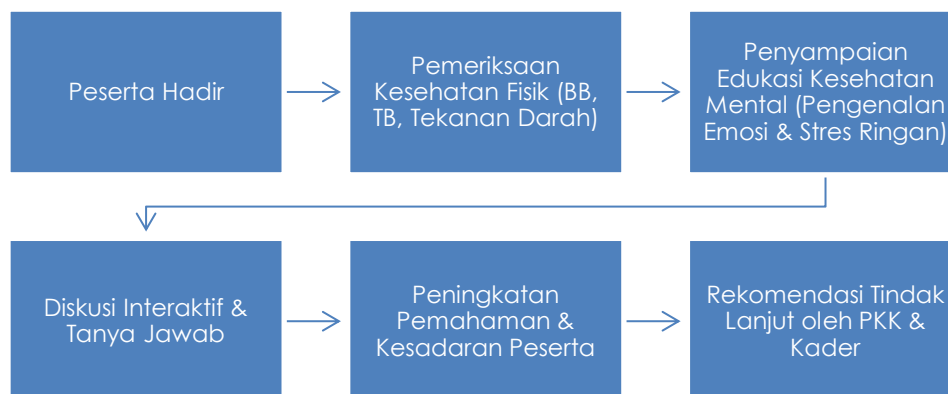 Peserta Hadir
Pemeriksaan
Kesehatan Fisik (BB,
TB, Tekanan Darah)
Penyampaian
Edukasi Kesehatan
Mental (Pengenalan
Emosi & Stres Ringan)
Diskusi Interaktif &
Tanya Jawab
Peningkatan
Pemahaman &
Kesadaran Peserta
Rekomendasi Tindak
Lanjut oleh PKK &
Kader